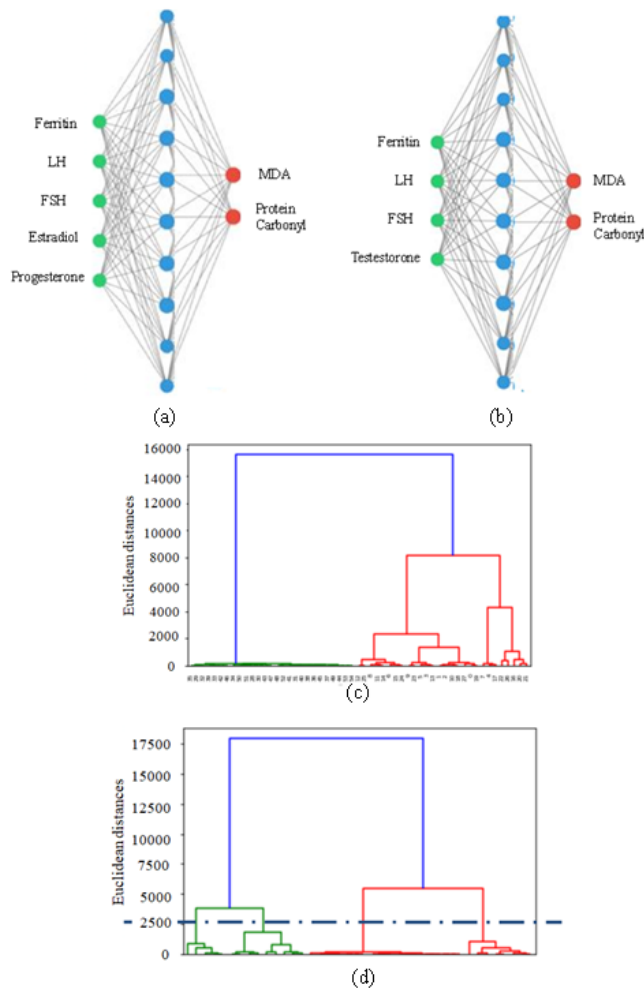 Ferritin
LH
FSH
Estradiol
Progesterone
MDA
Protein
Carbonyl
(a)
Ferritin
LH
FSH
Testestorone
MDA
Protein
Carbonyl
(b)
Euclidean distances
16000
14000
12000
10000
8000
6000
4000
2000
0
(c)
Euclidean distances
17500
15000
12500
10000
7500
5000
2500
0
(d)